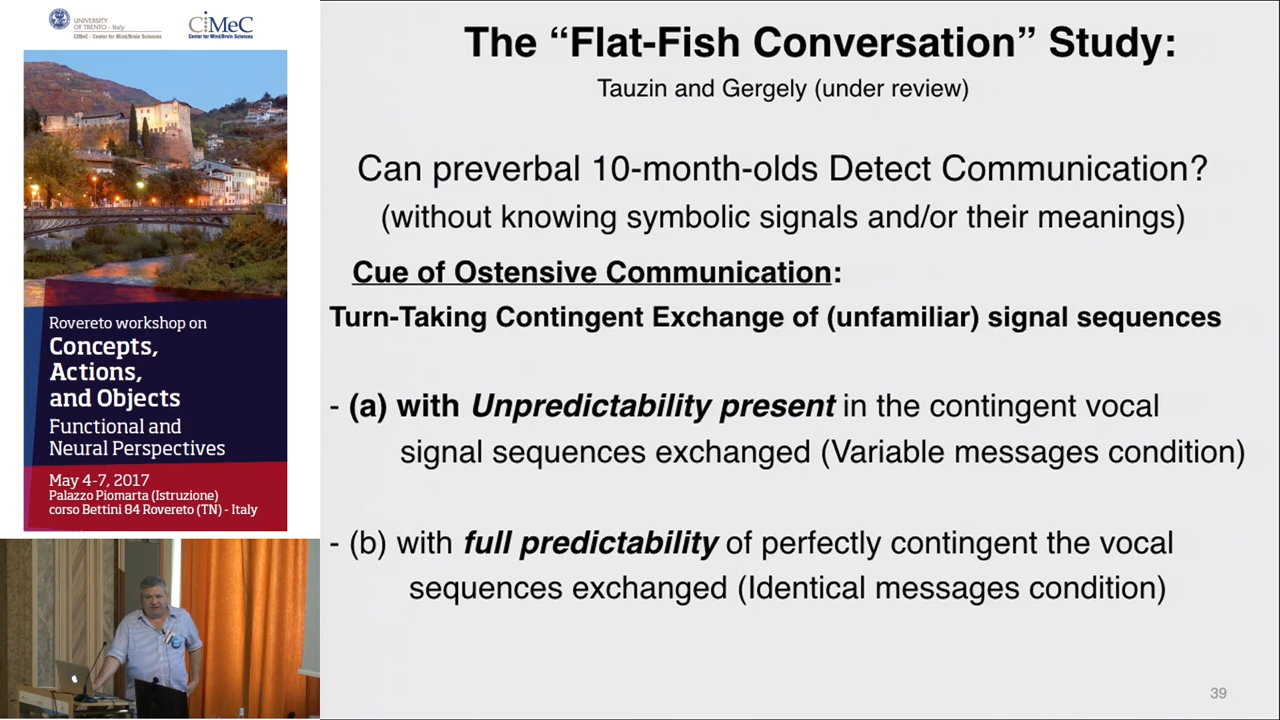 UNIVERSITY
OF TRENTO - Italy
CIMeC - Center for Mind/Brain Sciences
CiMeC
Center for Mind/Brain Sciences
Rovereto workshop on
Concepts,
Actions,
and Objects
Functional and
Neural Perspectives
May 4-7, 2017
Palazzo Piomarta (Istruzione)
corso Bettini 84 Rovereto (TN) - Italy
The “Flat-Fish Conversation” Study:
Tauzin and Gergely (under review)
Can preverbal 10-month-olds Detect Communication?
(without knowing symbolic signals and/or their meanings)
Cue of Ostensive Communication:
Turn-Taking Contingent Exchange of (unfamiliar) signal sequences
- (a) with Unpredictability present in the contingent vocal
signal sequences exchanged (Variable messages condition)
- (b) with full predictability of perfectly contingent the vocal
sequences exchanged (Identical messages condition)
39